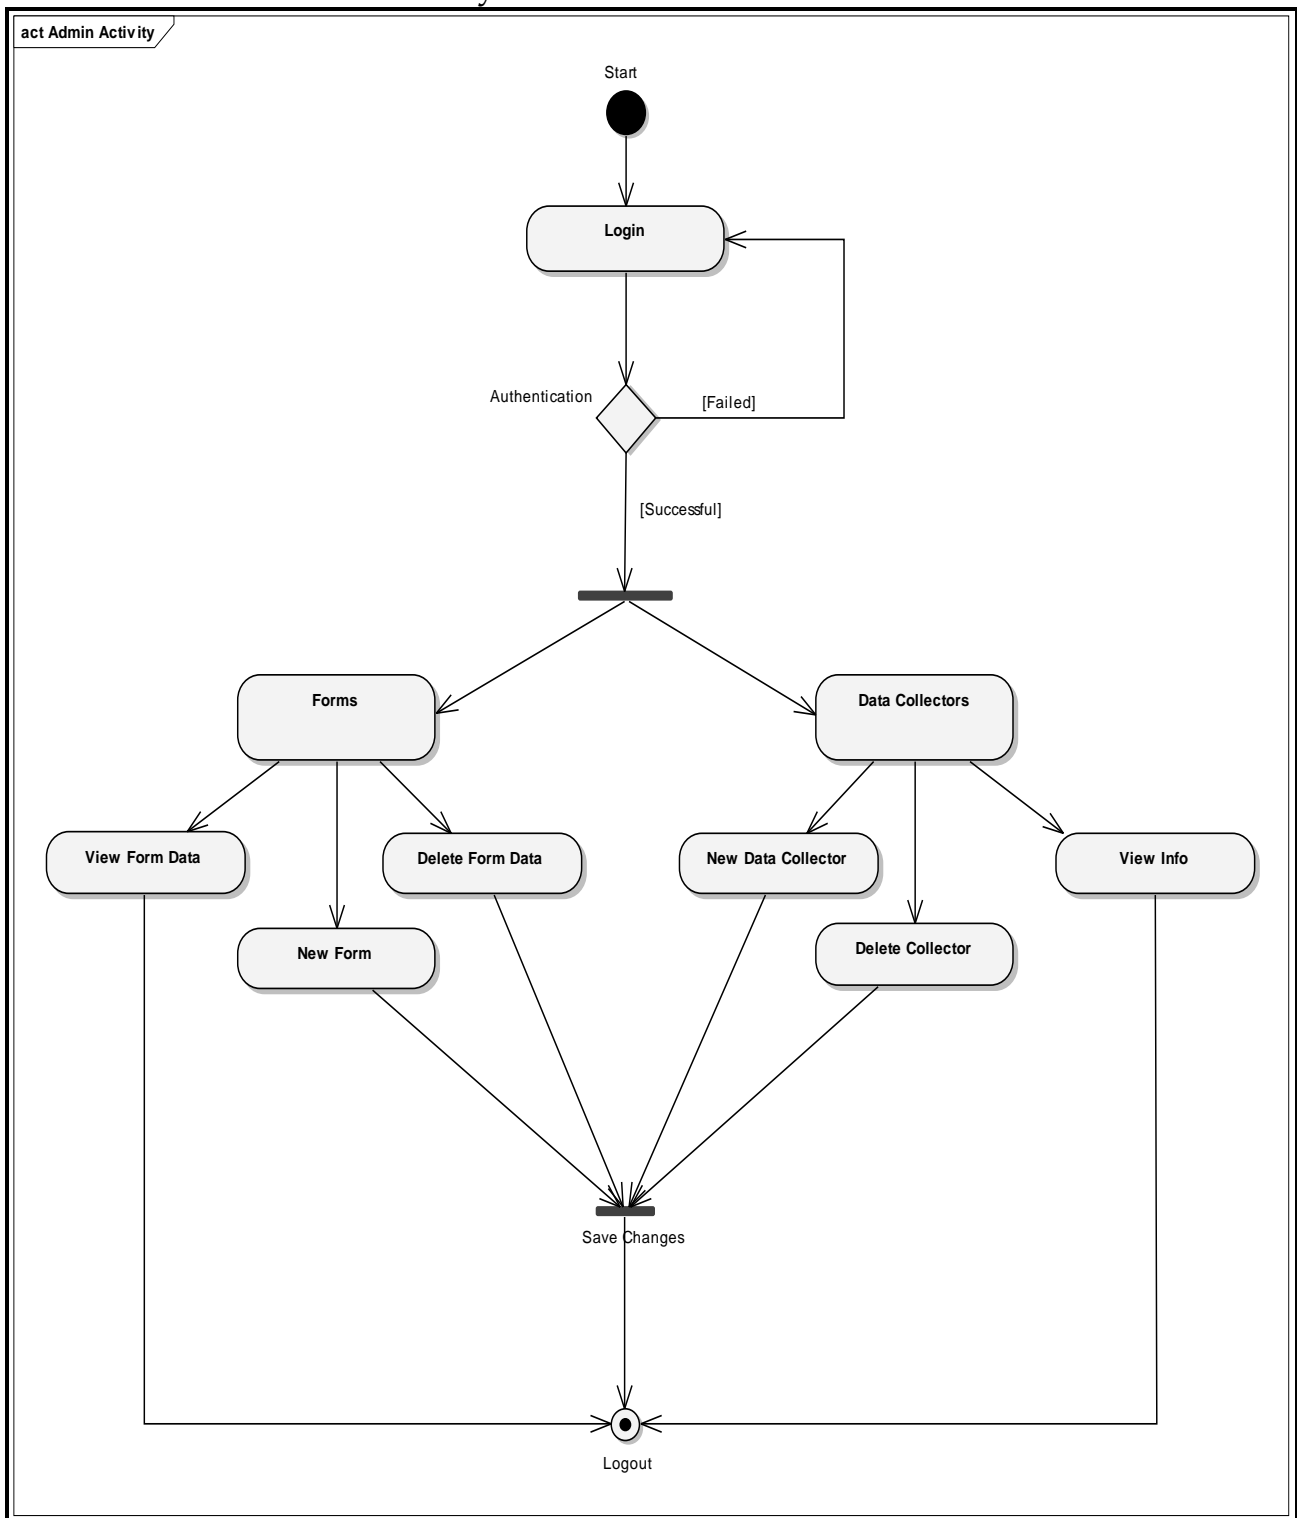 act Admin Activity
Start
Login
Authentication
[Failed]
[Successful]
Forms
Data Collectors
View Form Data
Delete Form Data
New Data Collector
View Info
New Form
Delete Collector
Save Changes
Logout